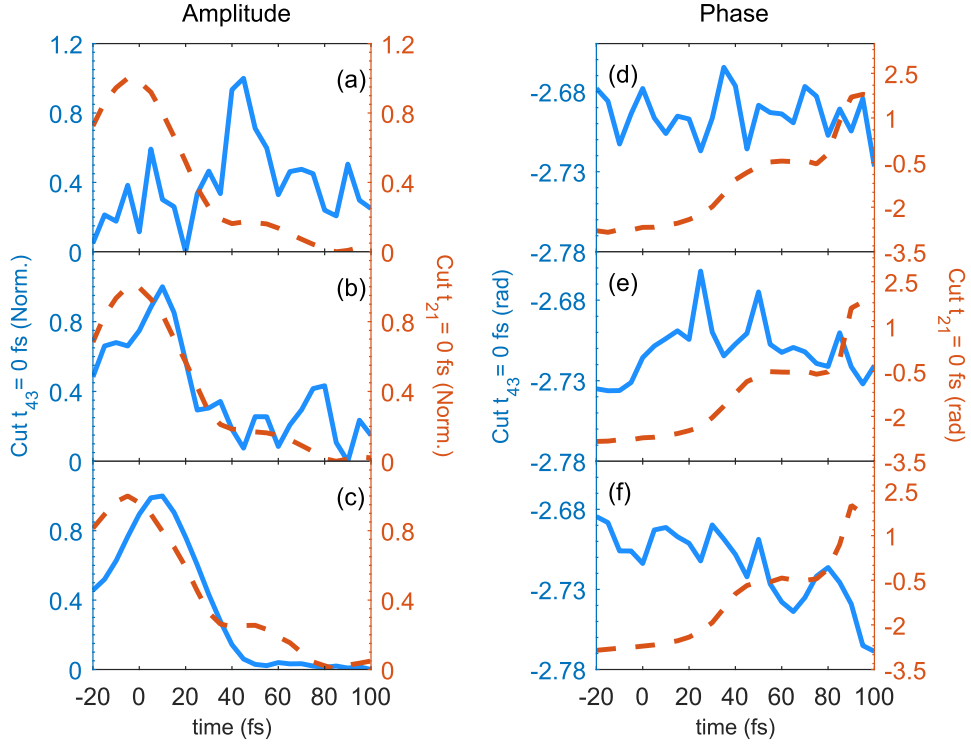 Amplitude
Phase
1.2
0.8
0.4
0
(a)
1.2
0.8
0.4
0
-2.68
-2.73
-2.78
(d)
2.5
1
-0.5
-2
-3.5
Cut t43 = 0 fs (Norm.)
0.8
0.4
0
(b)
0.8
0.4
0
Cut t21 = 0 fs (Norm.)
Cut t43 = 0 fs (rad)
-2.68
-2.73
-2.78
(e)
2.5
1
-0.5
-2
-3.5
Cut t21 = 0 fs (rad)
0.8
0.4
0
(c)
0.8
0.4
0
-2.68
-2.73
-2.78
(f)
2.5
1
-0.5
-2
-3.5
-20 0 20 40 60 80 100
-20 0 20 40 60 80 100
time (fs)
time (fs)